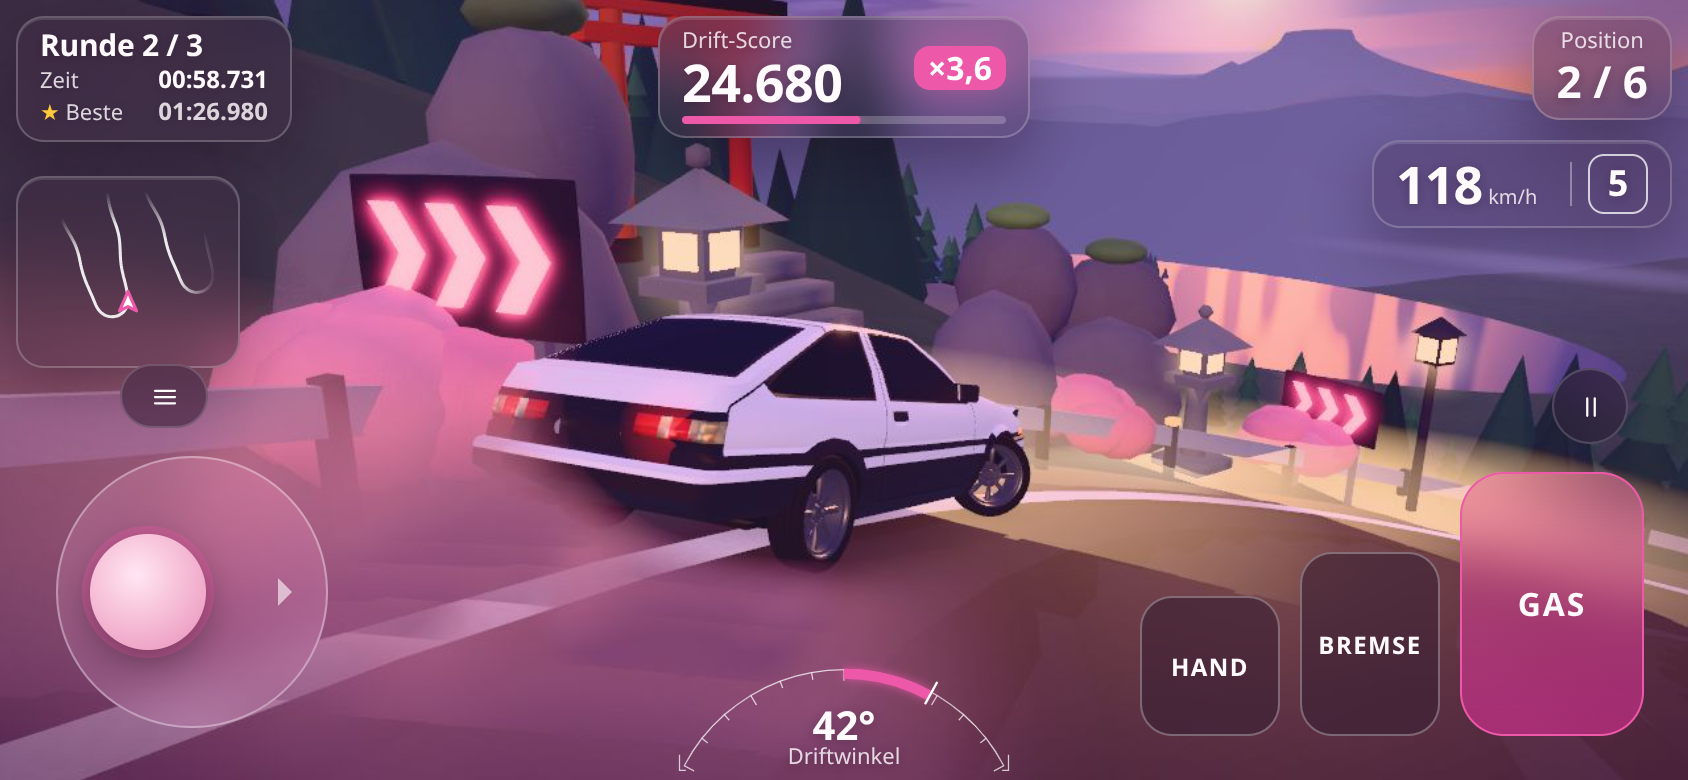 Runde 2 / 3
Zeit 00:58.731
★ Beste 01:26.980
Drift-Score
24.680
×3,6
Position
2 / 6
118 km/h
5
HAND
BREMSE
GAS
42°
Driftwinkel